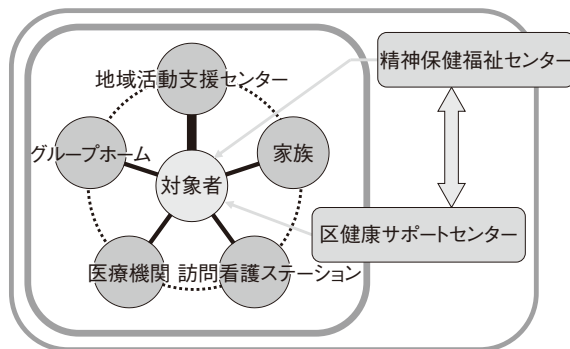 地域活動支援センター
精神保健福祉センター
グループホーム
家族
対象者
区健康サポートセンター
医療機関
訪問看護ステーション